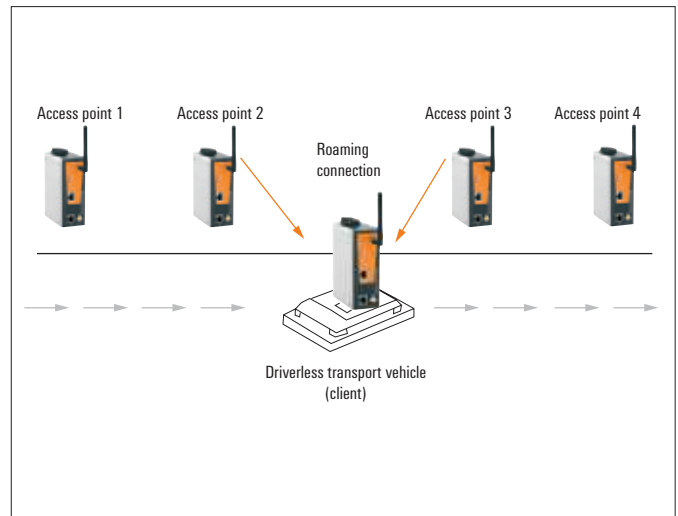 Access point 1
Access point 2
Access point 3
Access point 4
Roaming
connection
Driverless transport vehicle
(client)